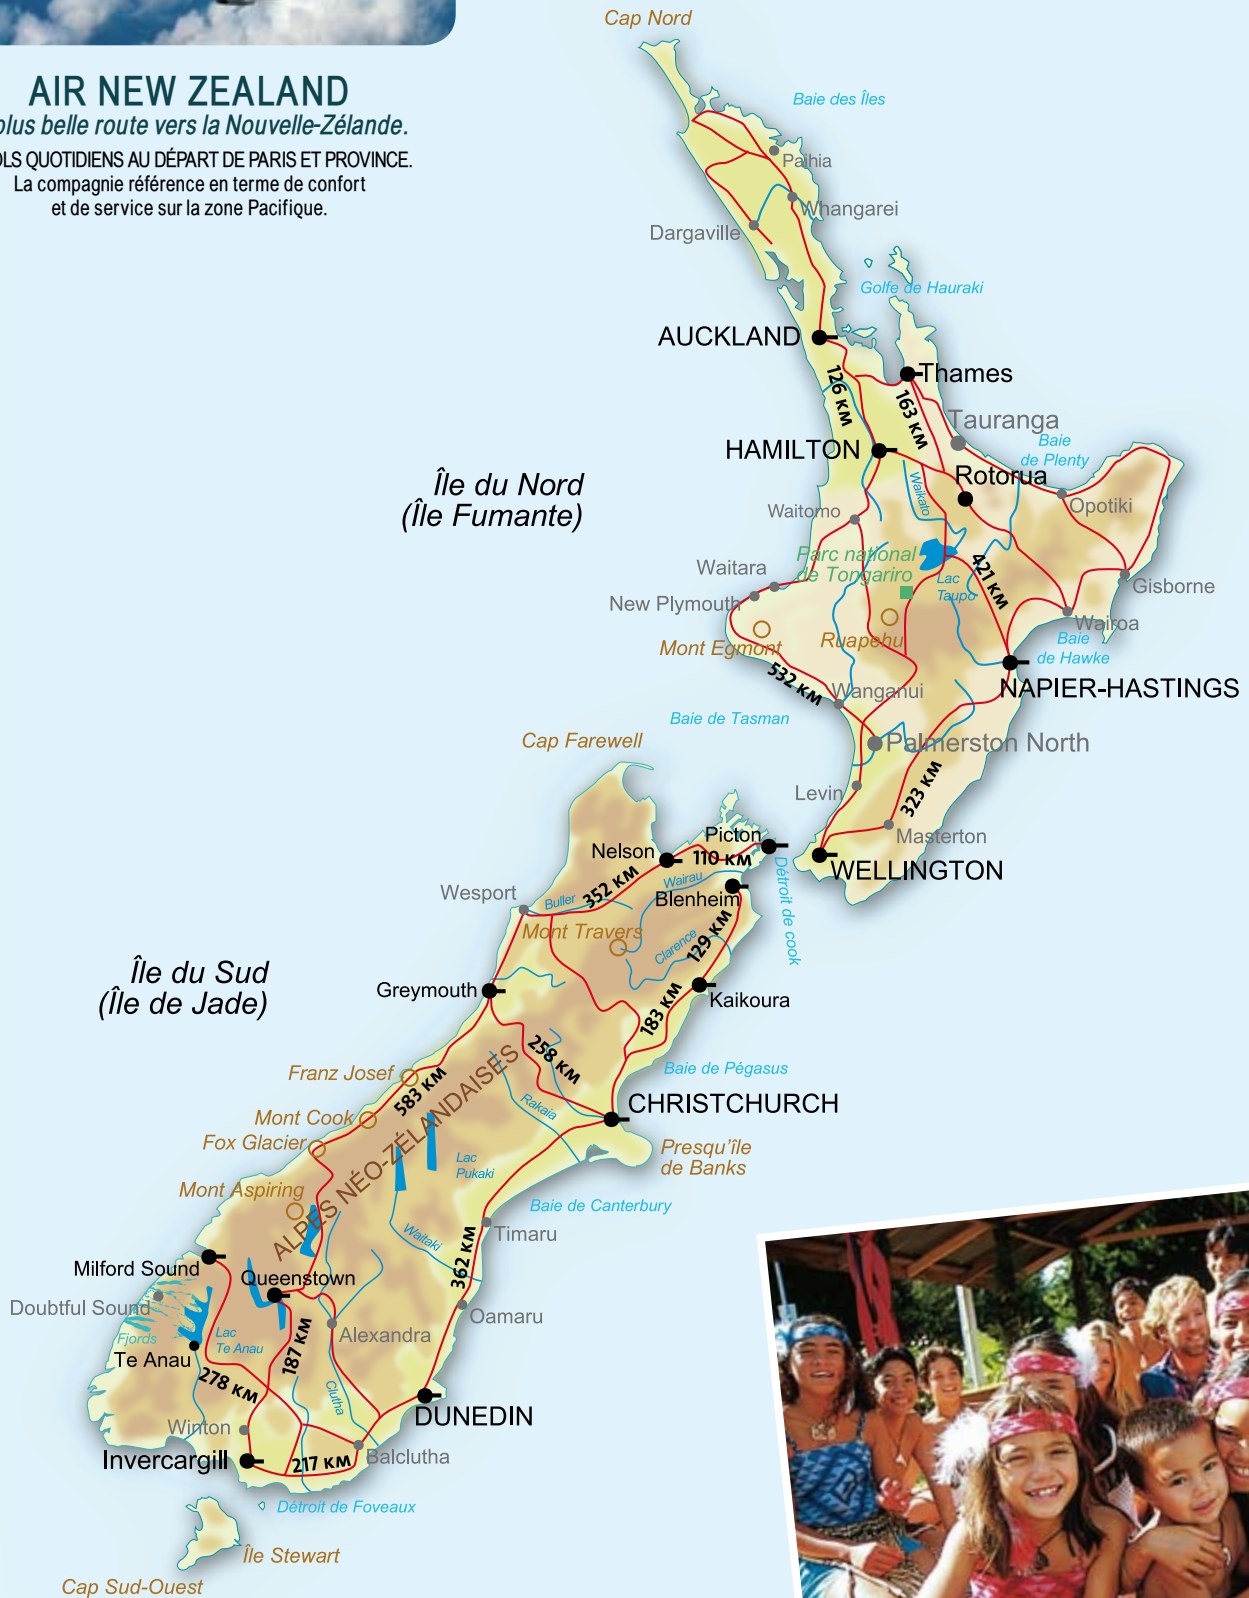 Cap Nord
AIR NEW ZEALAND
plus belle route vers la Nouvelle-Zélande.
OLS QUOTIDIENS AU DÉPART DE PARIS ET PROVINCE.
La compagnie référence en terme de confort
et de service sur la zone Pacifique.
Baie des Îles
Paihia
Whangarei
Dargaville
Golfe de Hauraki
AUCKLAND
126 KM
Thames
163 KM
Tauranga
HAMILTON
Baie
de Plenty
Rotorua
Île du Nord
(Île Fumante)
Waikato
Opotiki
Waitomo
Parc national
de Tongariro
Waitara
421 KM
Lac
Taupo
Gisborne
New Plymouth
Wairoa
Mont Egmont
Ruapehu
Baie
de Hawke
532 KM
Wanganui
NAPIER-HASTINGS
Baie de Tasman
Cap Farewell
Palmerston North
Levin
323 KM
Masterton
Picton
Nelson
110 KM
WELLINGTON
Détroit de cook
Wesport
Buller
352 KM
Wairau
Blenheim
Mont Travers
Clarence
129 KM
Île du Sud
(Île de Jade)
Greymouth
Kaikoura
183 KM
258 KM
Franz Josef
583 KM
Baie de Pégasus
Mont Cook
Rakaia
CHRISTCHURCH
Fox Glacier
ALPES NÉO-ZÉLANDAISES
Lac
Pukaki
Presqu'île
de Banks
Mont Aspiring
Baie de Canterbury
Waitaki
Timaru
362 KM
Milford Sound
Queenstown
Doubtful Sound
Oamaru
Fjords
Lac
Te Anau
Alexandra
Te Anau
187 KM
278 KM
Clutha
Winton
DUNEDIN
Invercargill
217 KM
Balclutha
Détroit de Foveaux
Île Stewart
Cap Sud-Ouest